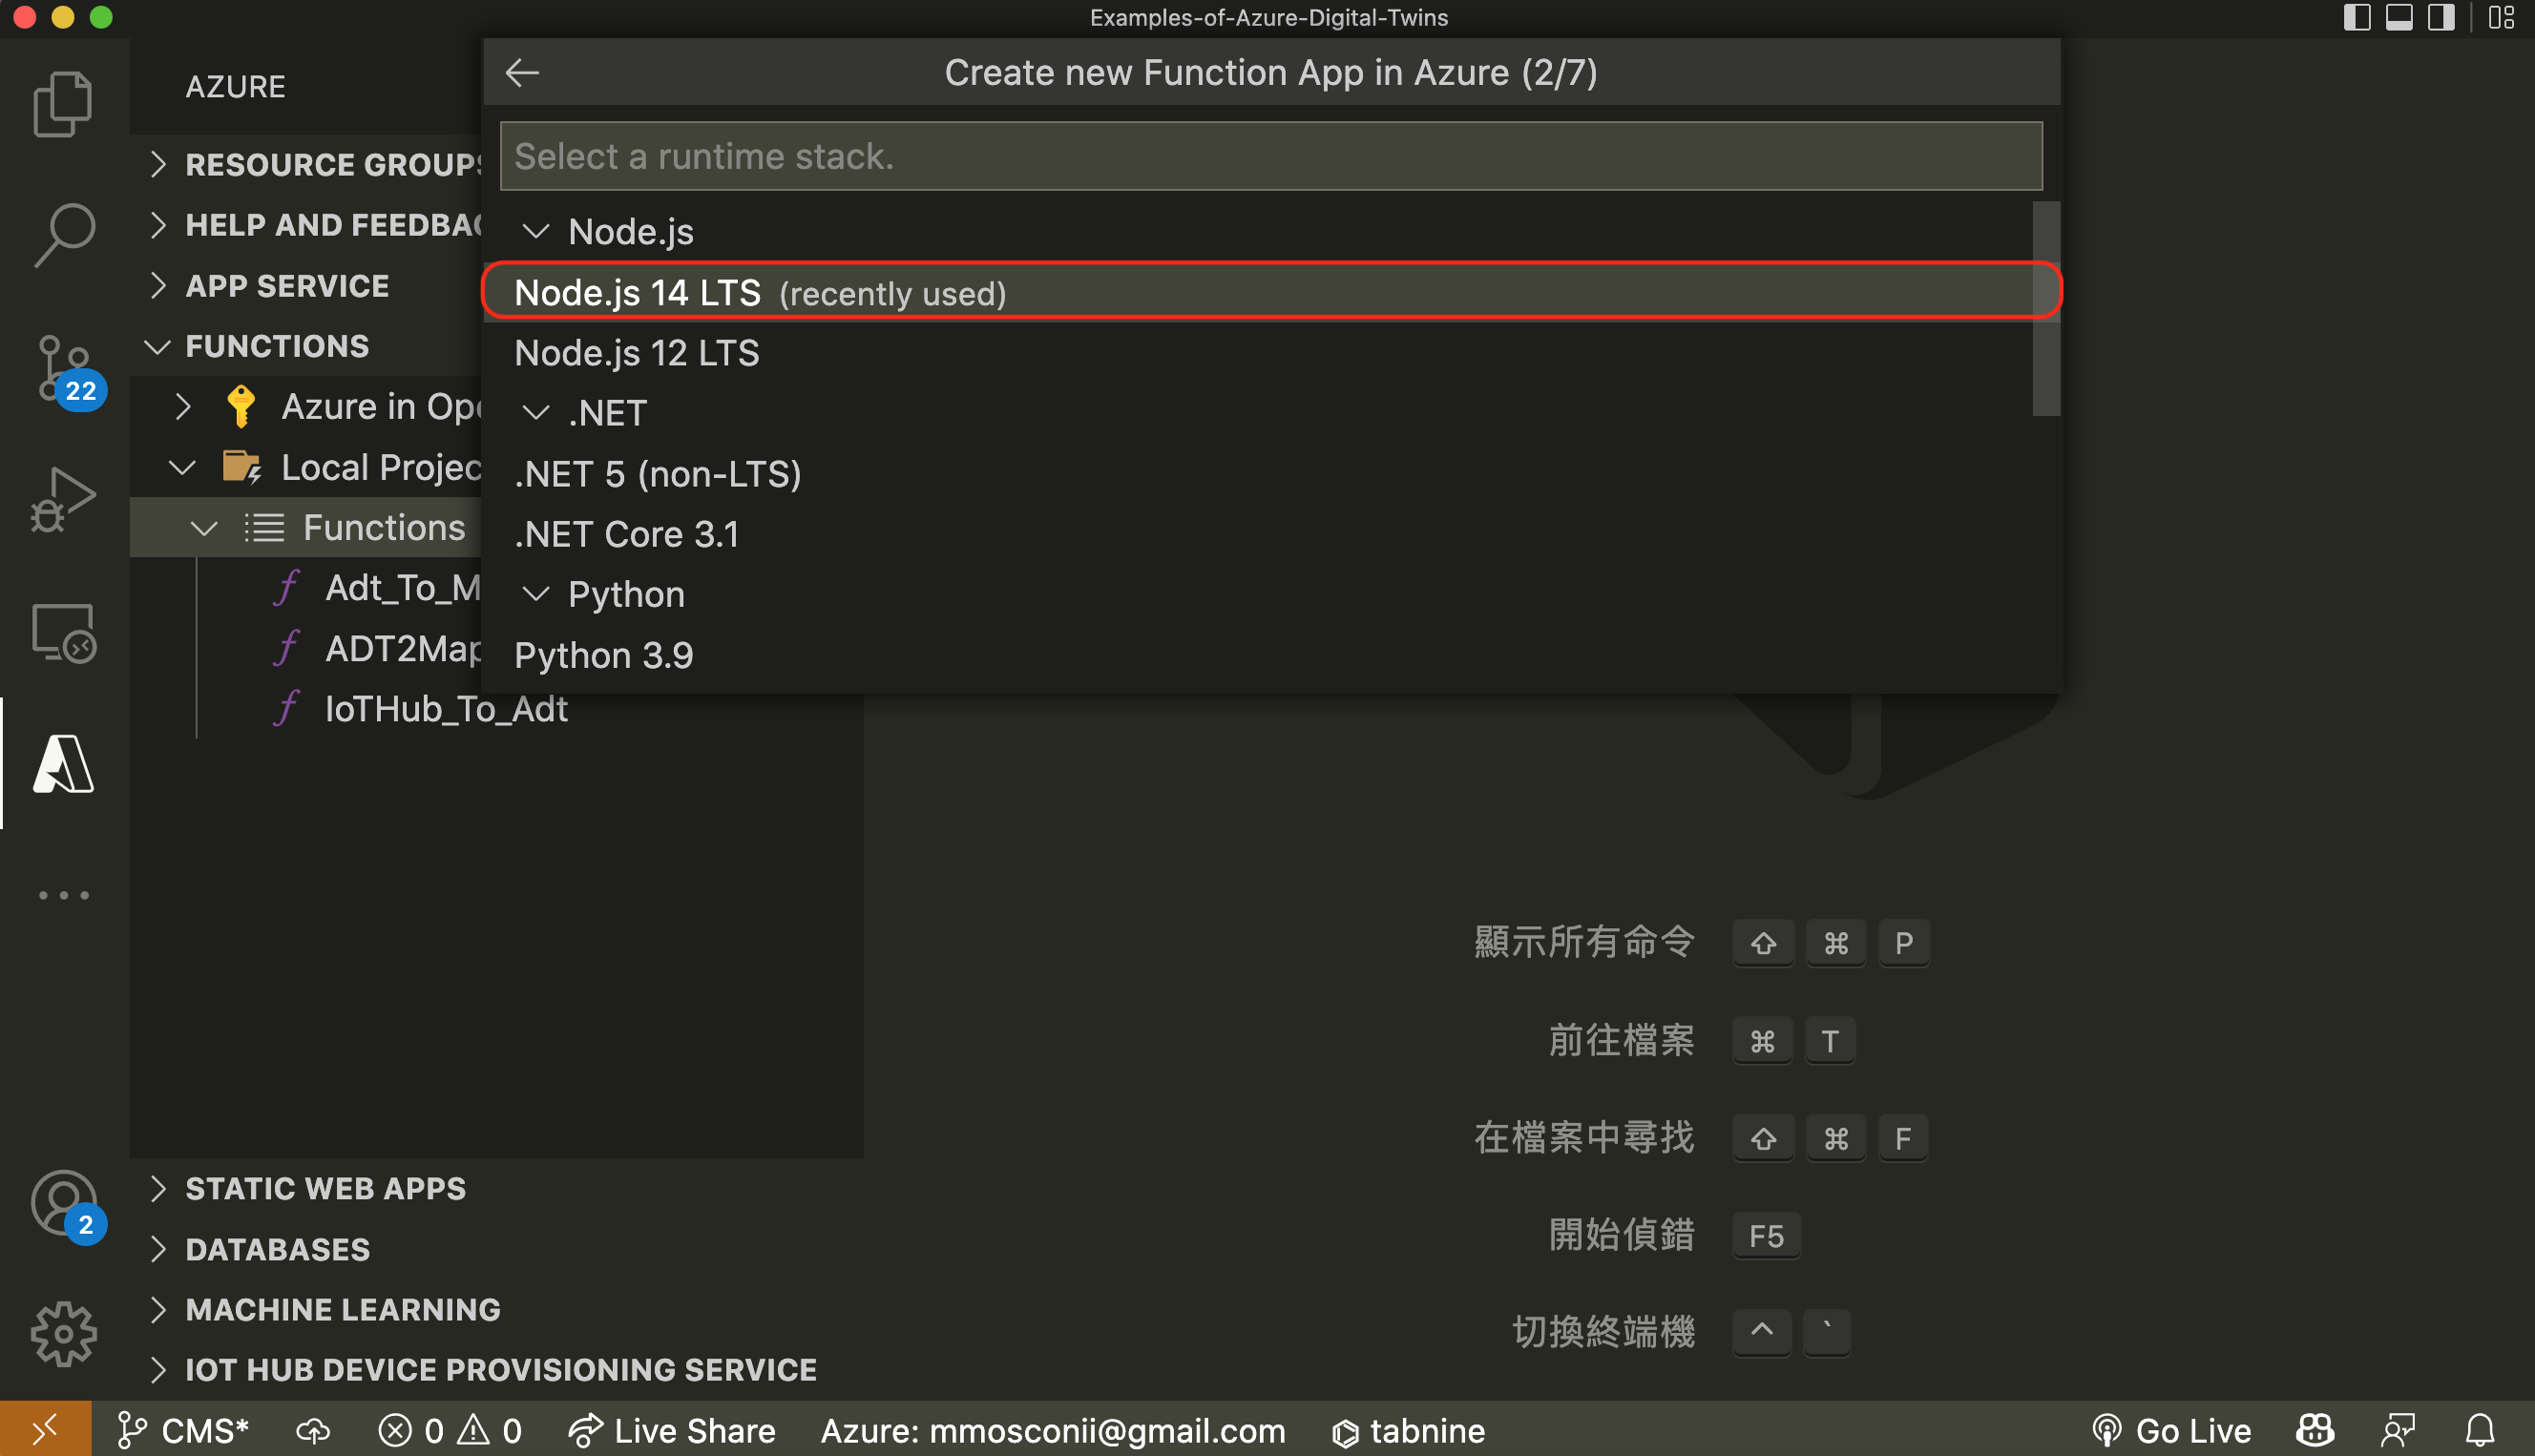 Examples-of-Azure-Digital-Twins
AZURE
Create new Function App in Azure (2/7)
Select a runtime stack.
Node.js
Node.js 14 LTS (recently used)
Node.js 12 LTS
.NET
.NET 5 (non-LTS)
.NET Core 3.1
Python
Python 3.9
RESOURCE GROUPS
HELP AND FEEDBAC
APP SERVICE
FUNCTIONS
Azure in Ope
Local Projec
Functions
Adt_To_M
ADT2Map
IoTHub_To_Adt
22
STATIC WEB APPS
DATABASES
MACHINE LEARNING
IOT HUB DEVICE PROVISIONING SERVICE
2
顯示所有命令 ⇧ ⌘ P
前往檔案 ⌘ T
在檔案中尋找 ⇧ ⌘ F
開始偵錯 F5
切換終端機 ^ `
CMS* 0 0 Live Share Azure: mmosconii@gmail.com tabnine Go Live